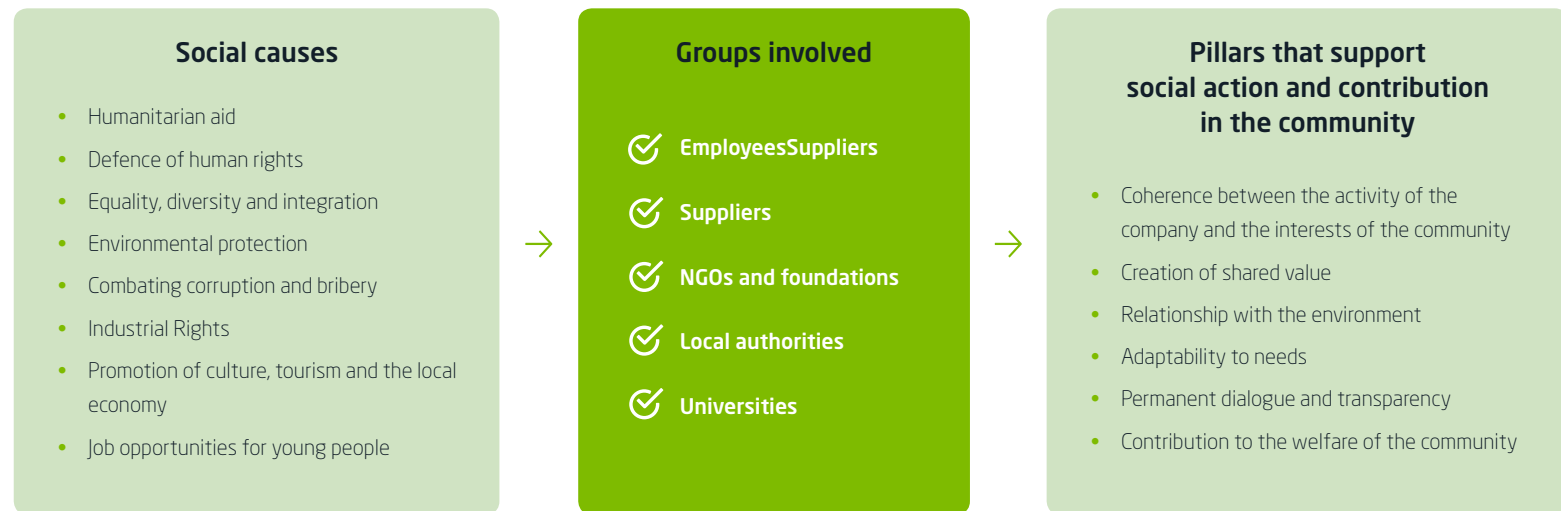 Social causes
Humanitarian aid
Defence of human rights
Equality, diversity and integration
Environmental protection
Combating corruption and bribery
Industrial Rights
Promotion of culture, tourism and the local
economy
Job opportunities for young people
Groups involved
EmployeesSuppliers
Suppliers
NGOs and foundations
Local authorities
Universities
Pillars that support
social action and contribution
in the community
Coherence between the activity of the
company and the interests of the community
Creation of shared value
Relationship with the environment
Adaptability to needs
Permanent dialogue and transparency
Contribution to the welfare of the community